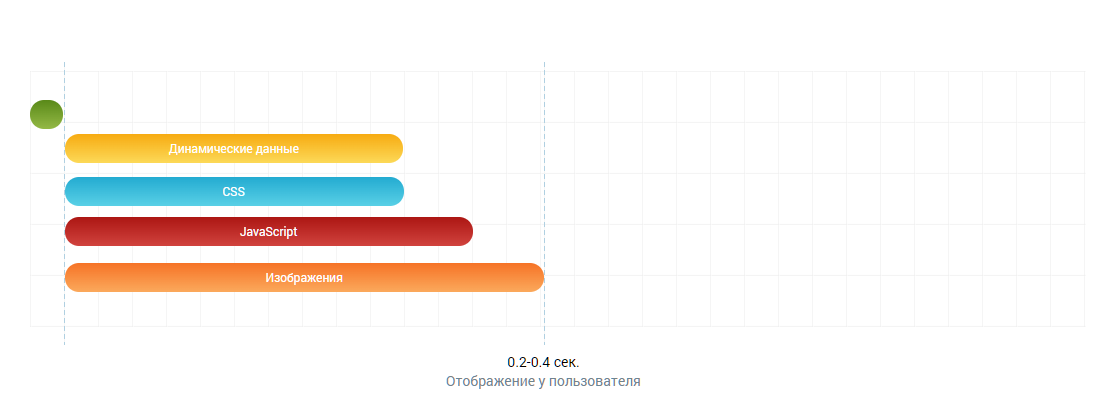 Динамические данные
CSS
JavaScript
Изображения
0.2-0.4 сек.
Отображение у пользователя